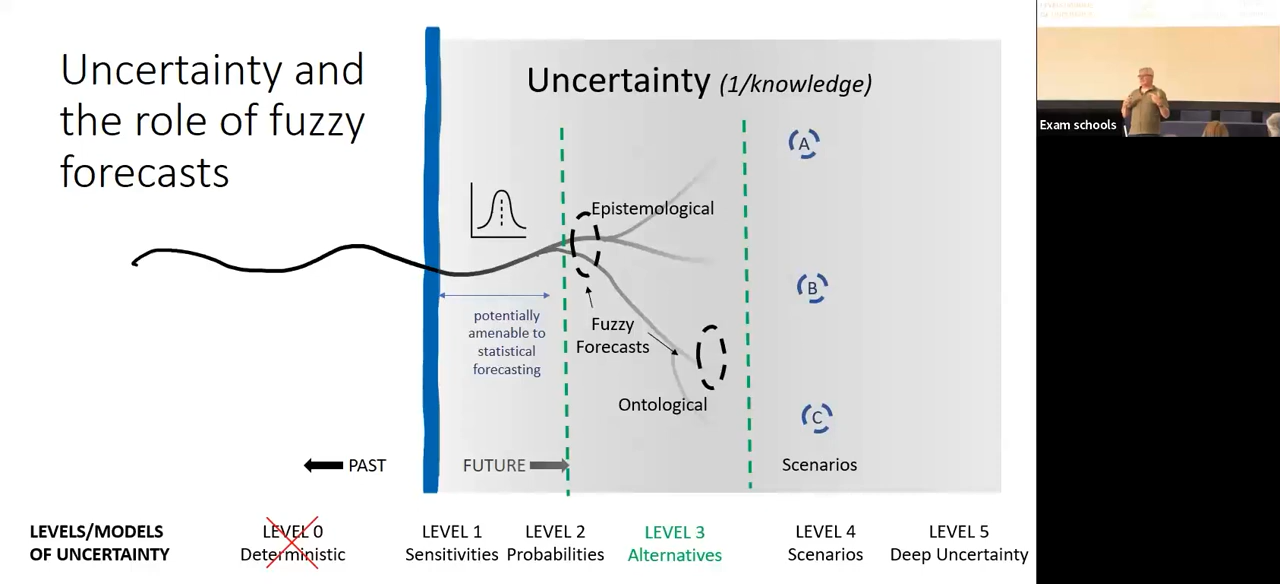 Uncertainty and
the role of fuzzy
forecasts
Uncertainty (1/knowledge)
Exam schools
A
Epistemological
B
potentially
amenable to
statistical
forecasting
Fuzzy
Forecasts
Ontological
C
PAST
FUTURE
Scenarios
LEVELS/MODELS
OF UNCERTAINTY
LEVEL 0
Deterministic
LEVEL 1
Sensitivities
LEVEL 2
Probabilities
LEVEL 3
Alternatives
LEVEL 4
Scenarios
LEVEL 5
Deep Uncertainty